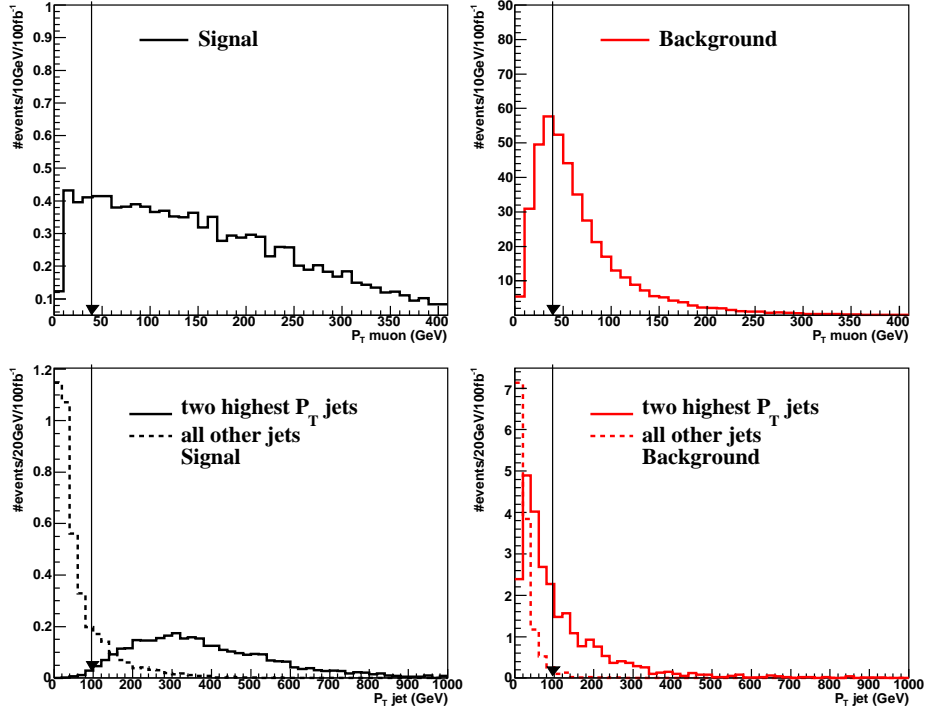 #events/10GeV/100fb⁻¹
1
0.9
0.8
0.7
0.6
0.5
0.4
0.3
0.2
0.1
Signal
0 50 100 150 200 250 300 350 400
P_T muon (GeV)
#events/10GeV/100fb⁻¹
90
80
70
60
50
40
30
20
10
0
Background
0 50 100 150 200 250 300 350 400
P_T muon (GeV)
#events/20GeV/100fb⁻¹
1.2
1
0.8
0.6
0.4
0.2
0
two highest P_T jets
all other jets
Signal
0 100 200 300 400 500 600 700 800 900 1000
P_T jet (GeV)
#events/20GeV/100fb⁻¹
7
6
5
4
3
2
1
0
two highest P_T jets
all other jets
Background
0 100 200 300 400 500 600 700 800 900 1000
P_T jet (GeV)